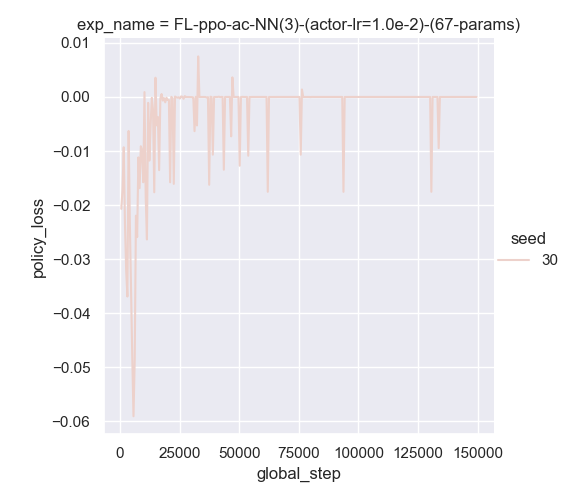 exp_name = FL-ppo-ac-NN(3)-(actor-lr=1.0e-2)-(67-params)
0.01
0.00
−0.01
−0.02
−0.03
−0.04
−0.05
−0.06
policy_loss
0 25000 50000 75000 100000 125000 150000
global_step
seed
30